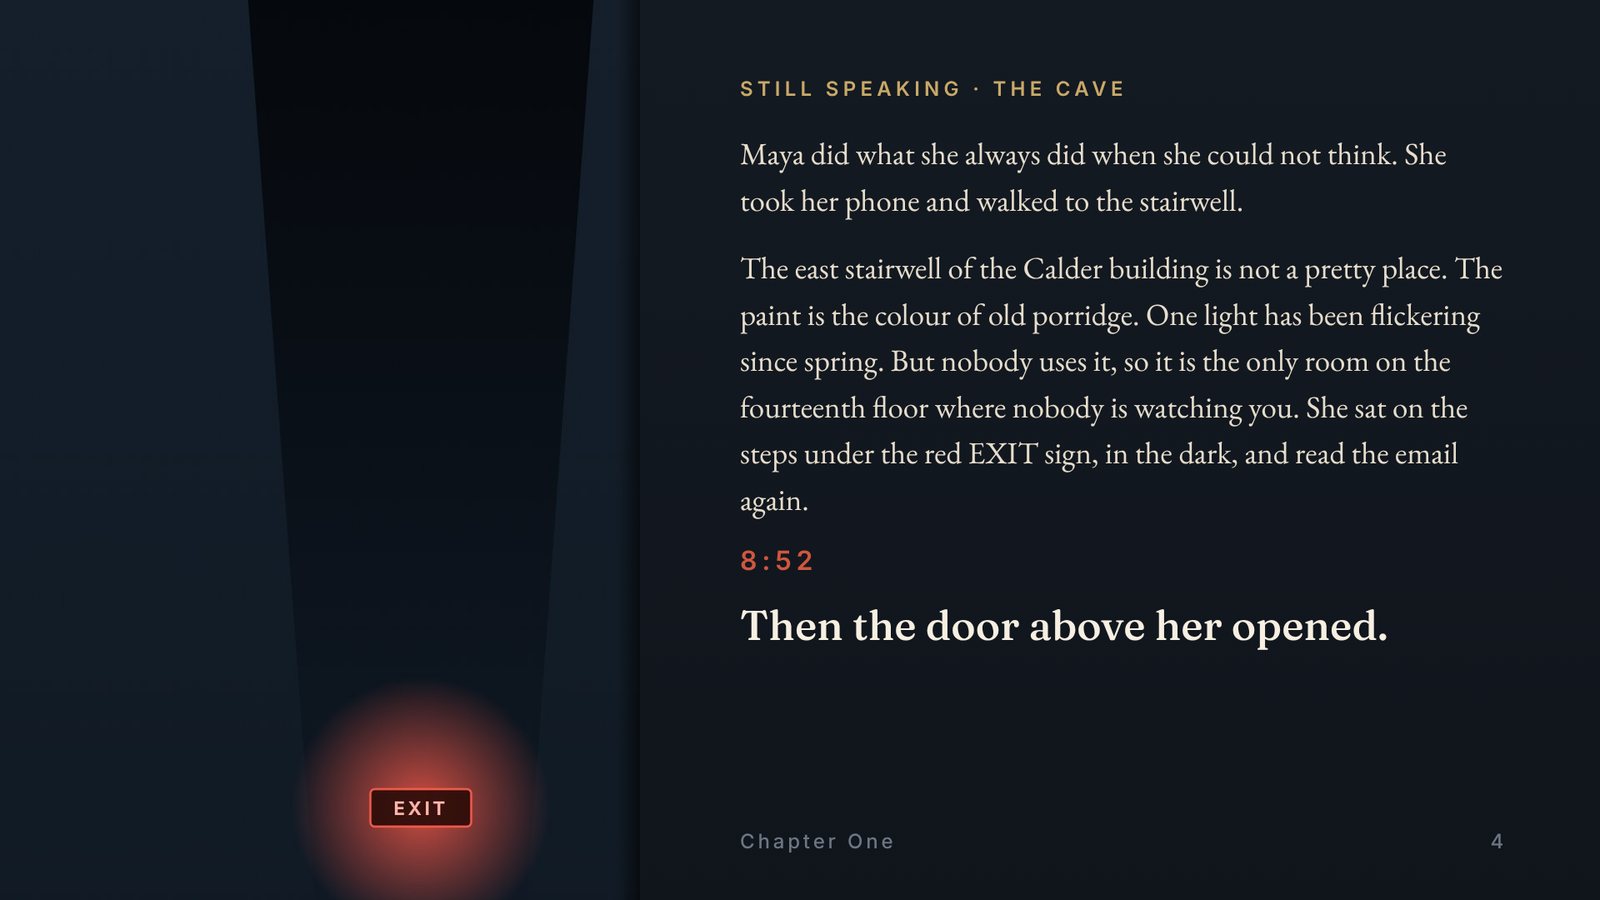 STILL SPEAKING · THE CAVE
Maya did what she always did when she could not think. She
took her phone and walked to the stairwell.
The east stairwell of the Calder building is not a pretty place. The
paint is the colour of old porridge. One light has been flickering
since spring. But nobody uses it, so it is the only room on the
fourteenth floor where nobody is watching you. She sat on the
steps under the red EXIT sign, in the dark, and read the email
again.
8:52
Then the door above her opened.
EXIT
Chapter One
4